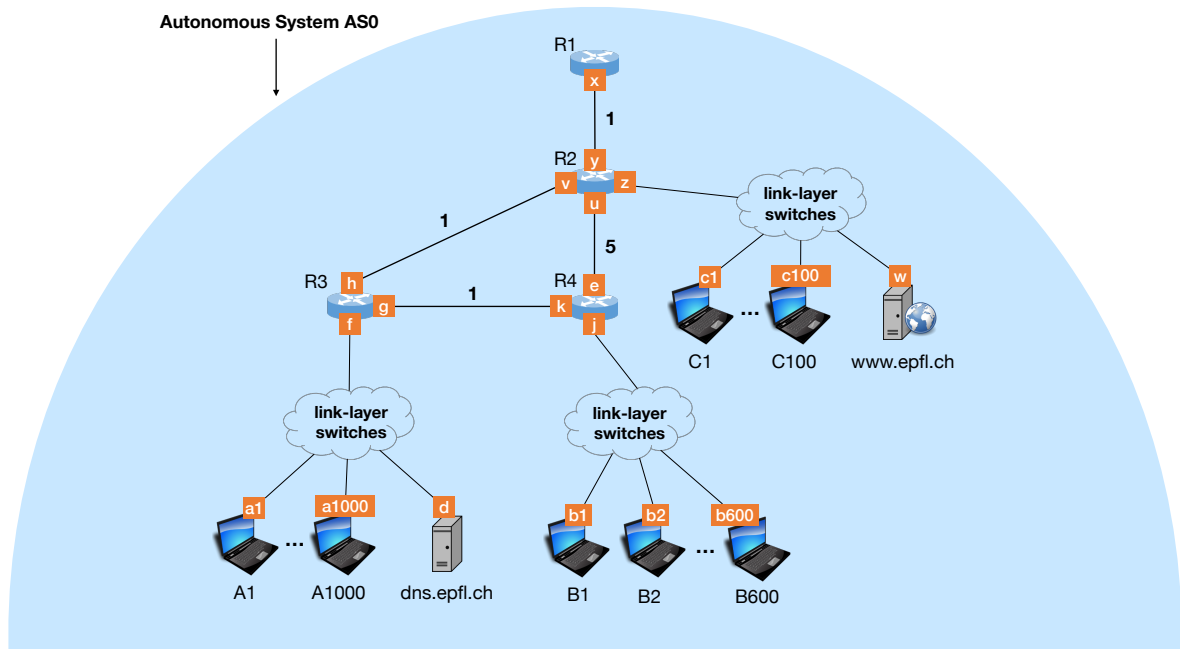 Autonomous System AS0
R1
x
1
R2
y
v
z
u
link-layer
switches
1
5
c1
c100
w
...
C1
C100
www.epfl.ch
R3
h
R4
e
g
1
k
f
j
link-layer
switches
link-layer
switches
a1
a1000
d
b1
b2
b600
...
...
A1
A1000
dns.epfl.ch
B1
B2
B600